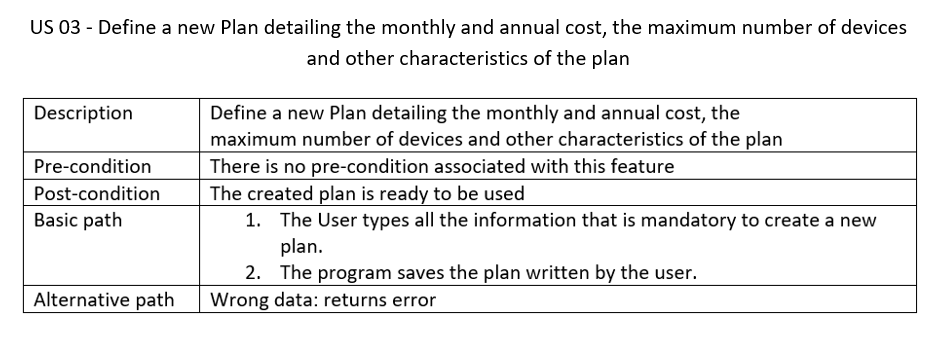 US 03 - Define a new Plan detailing the monthly and annual cost, the maximum number of devices
and other characteristics of the plan
Description
Define a new Plan detailing the monthly and annual cost, the
maximum number of devices and other characteristics of the plan
Pre-condition
There is no pre-condition associated with this feature
Post-condition
The created plan is ready to be used
Basic path
1. The User types all the information that is mandatory to create a new
plan.
2. The program saves the plan written by the user.
Alternative path
Wrong data: returns error